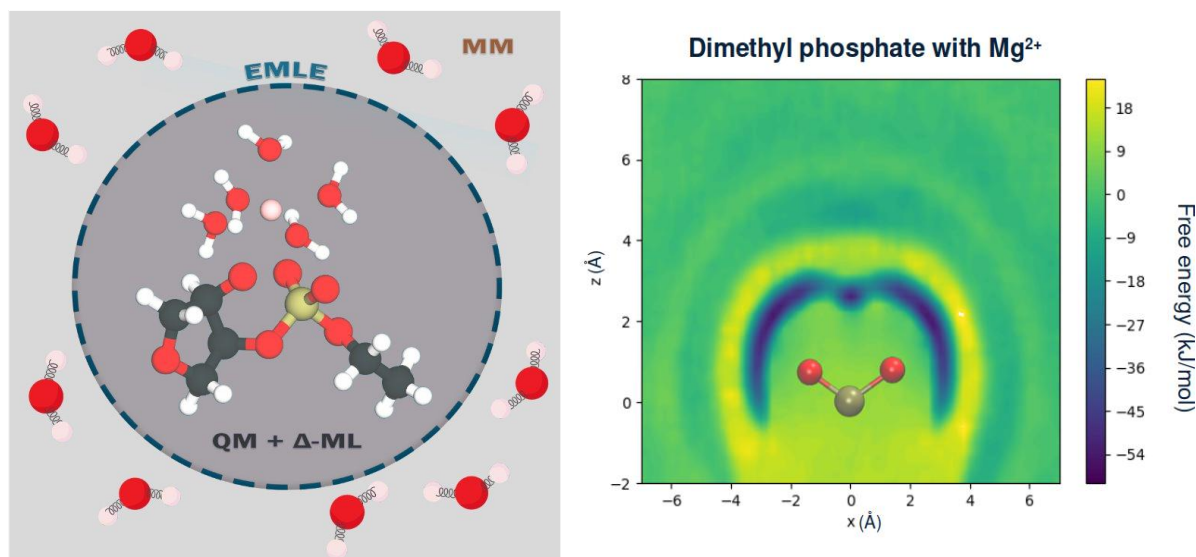 MM
EMLE
QM + Δ-ML
Dimethyl phosphate with Mg²⁺
8
6
4
2
0
−2
z (Å)
−6 −4 −2 0 2 4 6
x (Å)
18
9
0
−9
−18
−27
−36
−45
−54
Free energy (kJ/mol)